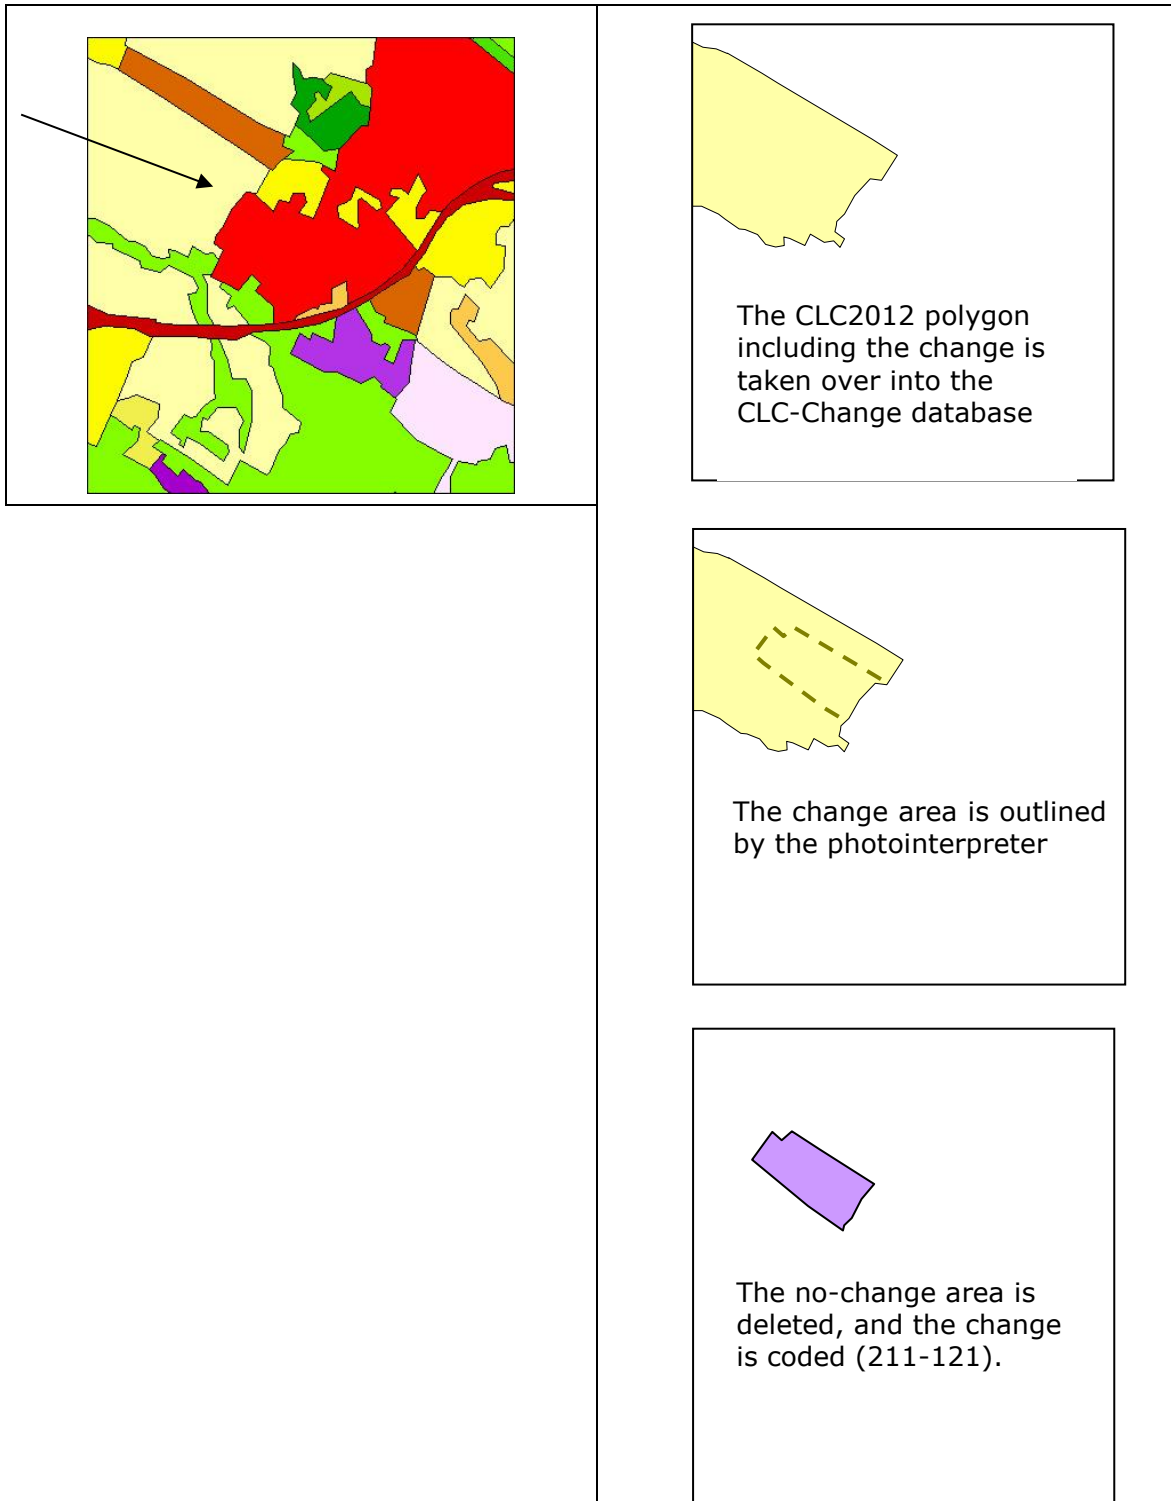 The CLC2012 polygon
including the change is
taken over into the
CLC-Change database
The change area is outlined
by the photointerpreter
The no-change area is
deleted, and the change
is coded (211-121).